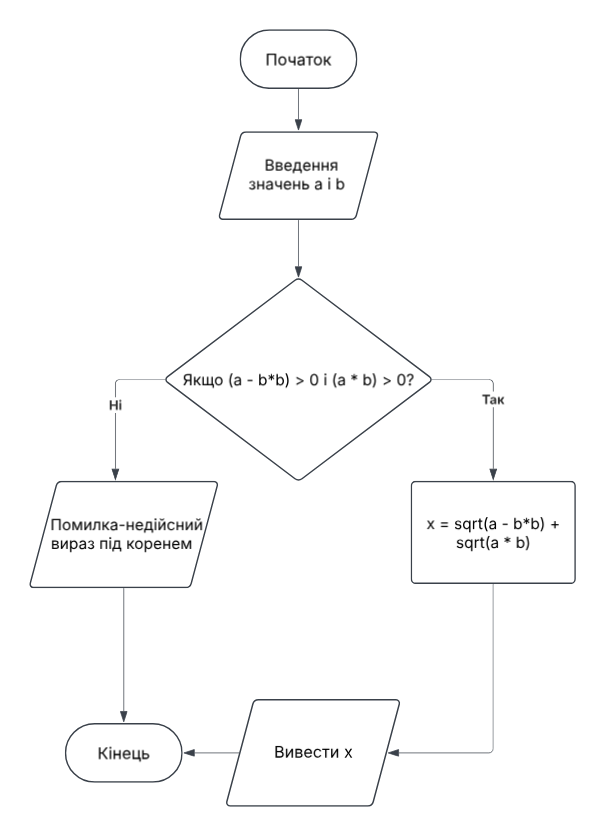 Початок
Введення
значень a і b
Якщо (a - b*b) > 0 і (a * b) > 0?
Ні
Так
Помилка-недійсний
вираз під коренем
x = sqrt(a - b*b) +
sqrt(a * b)
Кінець
Вивести x